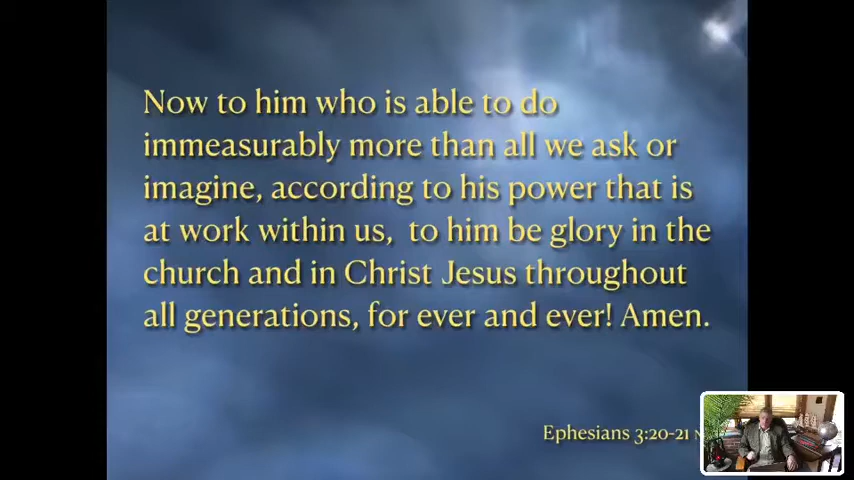 Now to him who is able to do
immeasurably more than all we ask or
imagine, according to his power that is
at work within us, to him be glory in the
church and in Christ Jesus throughout
all generations, for ever and ever! Amen.
Ephesians 3:20-21